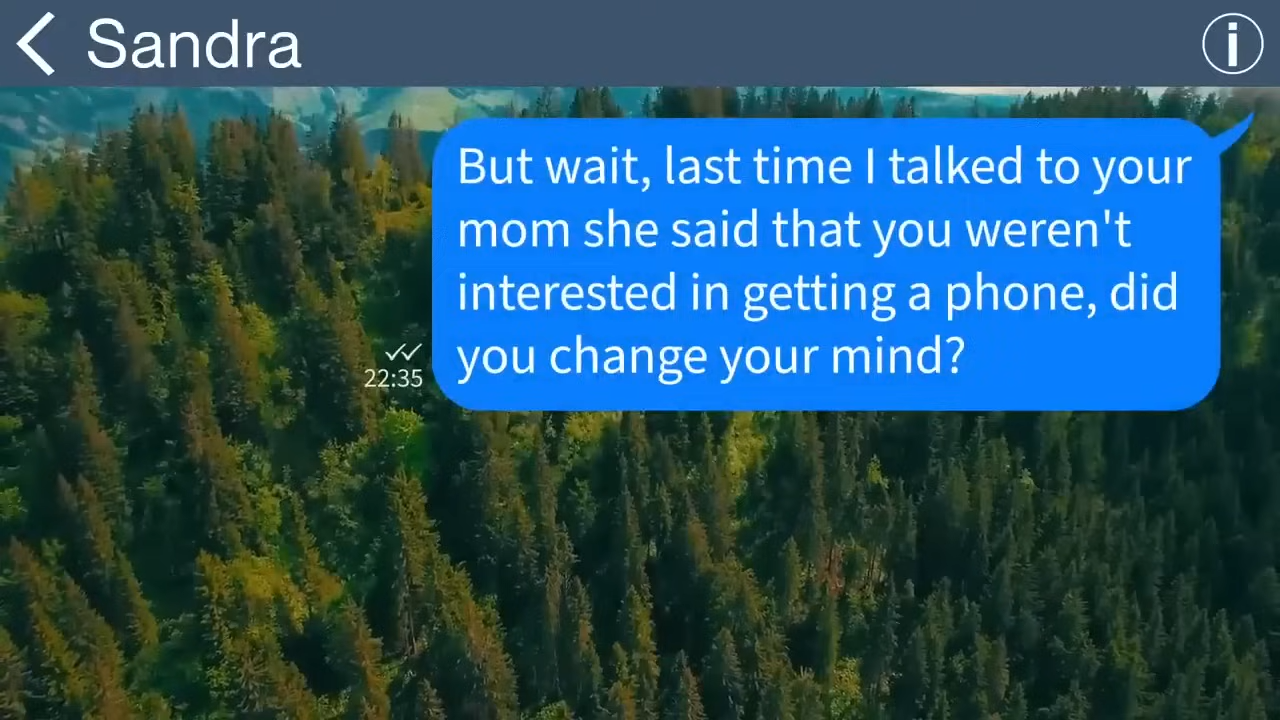 Sandra
But wait, last time I talked to your
mom she said that you weren't
interested in getting a phone, did
you change your mind?
22:35